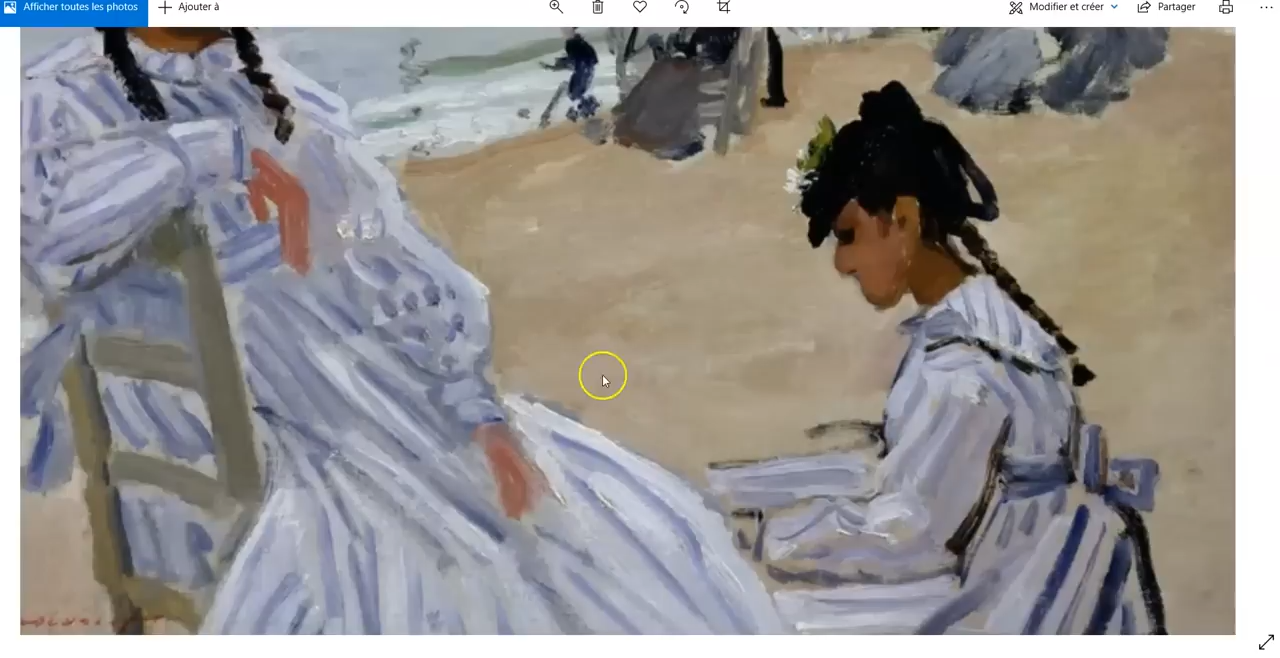 Afficher toutes les photos
Ajouter à
Modifier et créer
Partager